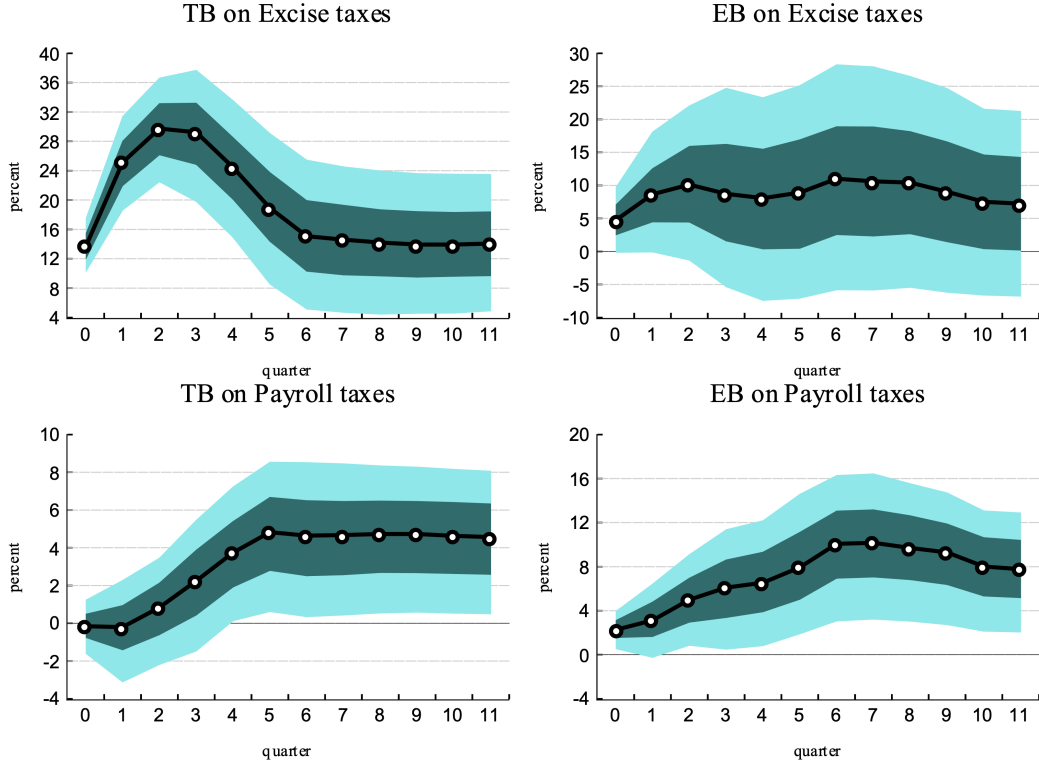 TB on Excise taxes
percent
40
36
32
28
24
20
16
12
8
4
0 1 2 3 4 5 6 7 8 9 10 11
quarter
EB on Excise taxes
percent
30
25
20
15
10
5
0
-5
-10
0 1 2 3 4 5 6 7 8 9 10 11
quarter
TB on Payroll taxes
percent
10
8
6
4
2
0
-2
-4
0 1 2 3 4 5 6 7 8 9 10 11
quarter
EB on Payroll taxes
percent
20
16
12
8
4
0
-4
0 1 2 3 4 5 6 7 8 9 10 11
quarter